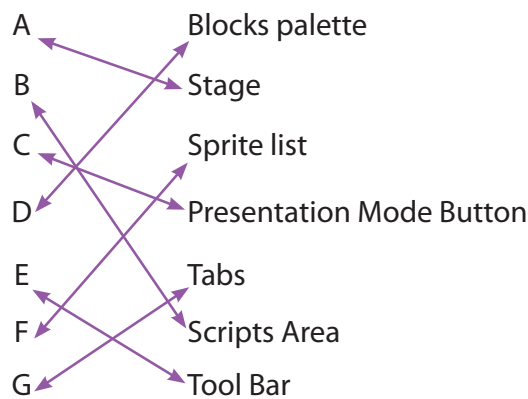 A Blocks palette
B Stage
C Sprite list
D Presentation Mode Button
E Tabs
F Scripts Area
G Tool Bar